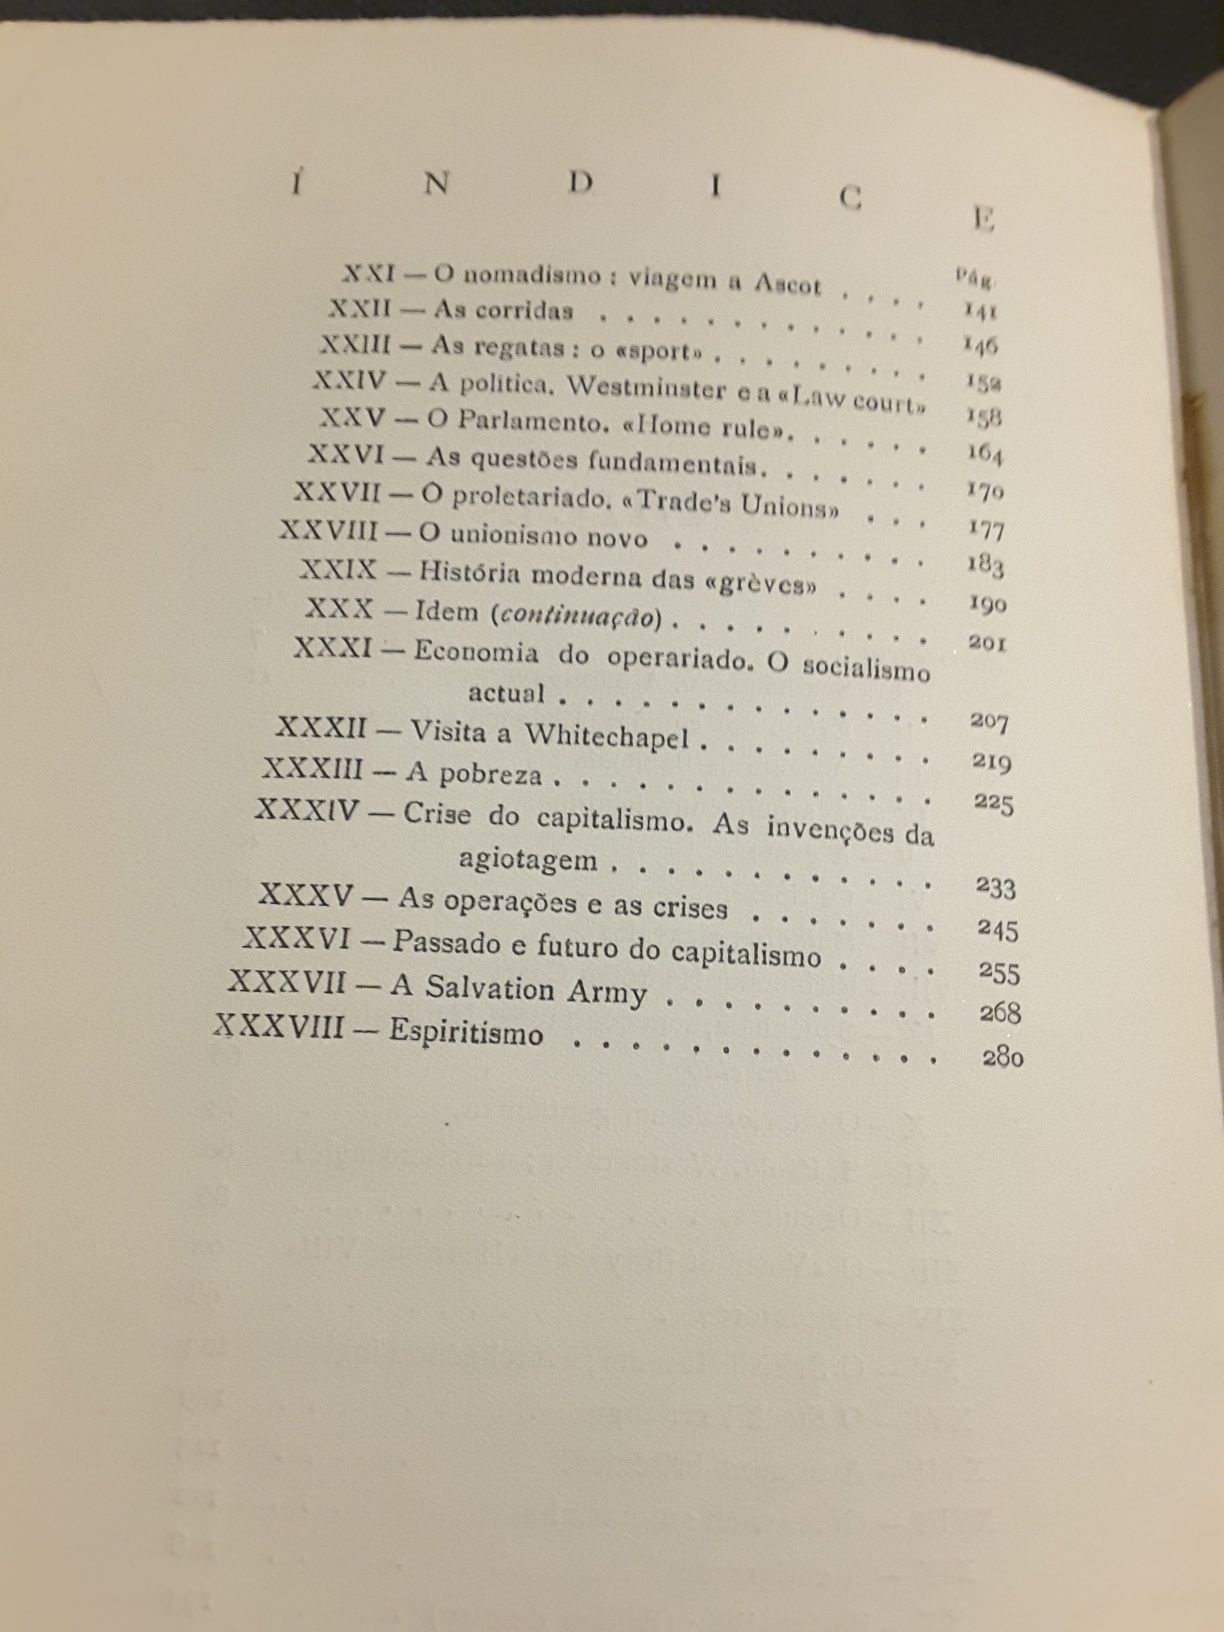 Í N D I C E
Pág.
XXI — O nomadismo : viagem a Ascot . . . . 141
XXII — As corridas . . . . . . . . . . . . 146
XXIII — As regatas : o «sport» . . . . . . . . 152
XXIV — A política. Westminster e a «Law court» 158
XXV — O Parlamento. «Home rule». . . . . . 164
XXVI — As questões fundamentais. . . . . . . 170
XXVII — O proletariado. «Trade's Unions» . . . 177
XXVIII — O unionismo novo . . . . . . . . . 183
XXIX — História moderna das «grèves» . . . . 190
XXX — Idem (continuação) . . . . . . . . . . 201
XXXI — Economia do operariado. O socialismo
actual . . . . . . . . . . . . . . 207
XXXII — Visita a Whitechapel . . . . . . . . . 219
XXXIII — A pobreza . . . . . . . . . . . . . . 225
XXXIV — Crise do capitalismo. As invenções da
agiotagem . . . . . . . . . . . . 233
XXXV — As operações e as crises . . . . . . . 245
XXXVI — Passado e futuro do capitalismo . . . . 255
XXXVII — A Salvation Army . . . . . . . . . . 268
XXXVIII — Espiritismo . . . . . . . . . . . . . 280